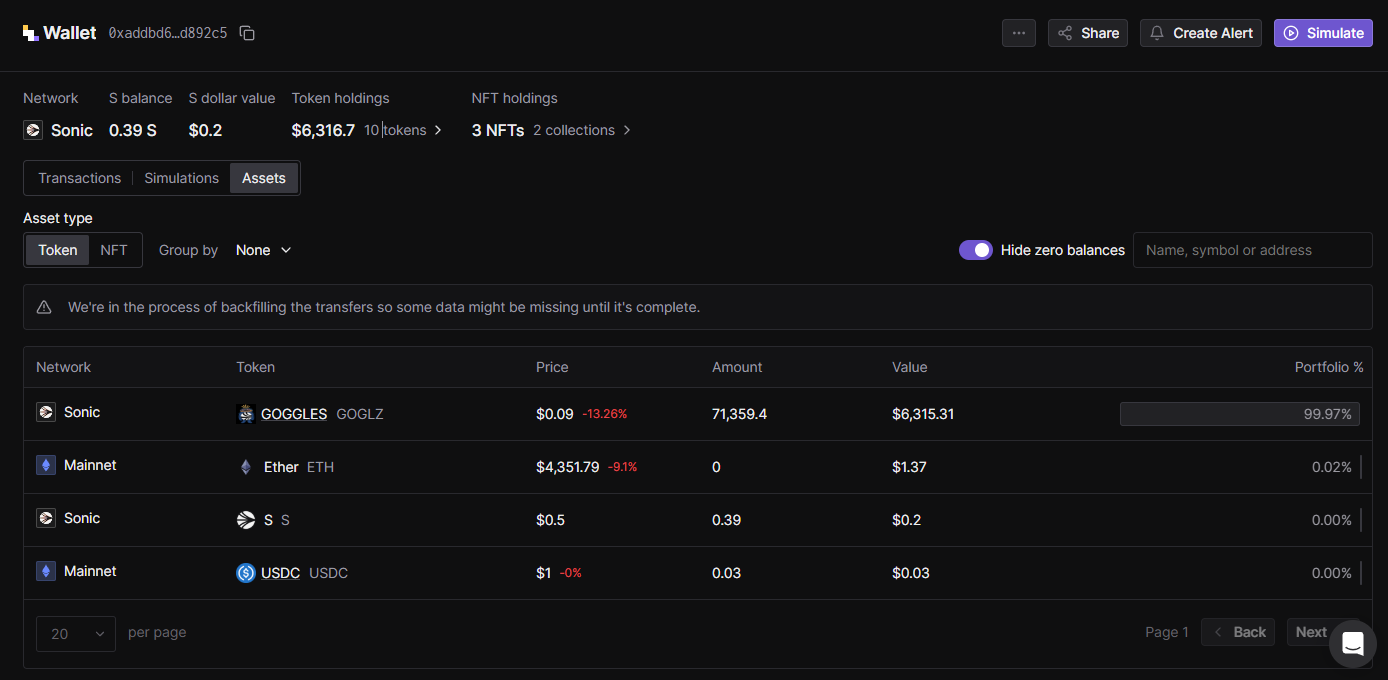 Wallet 0xaddbd6...d892c5 ... Share Create Alert Simulate
Network S balance S dollar value Token holdings NFT holdings
Sonic 0.39 S $0.2 $6,316.7 10 tokens 3 NFTs 2 collections
Transactions Simulations Assets
Asset type
Token NFT Group by None Hide zero balances Name, symbol or address
We're in the process of backfilling the transfers so some data might be missing until it's complete.
Network Token Price Amount Value Portfolio %
Sonic GOGGLES GOGLZ $0.09 -13.26% 71,359.4 $6,315.31 99.97%
Mainnet Ether ETH $4,351.79 -9.1% 0 $1.37 0.02%
Sonic S S $0.5 0.39 $0.2 0.00%
Mainnet USDC USDC $1 -0% 0.03 $0.03 0.00%
20 per page Page 1 Back Next